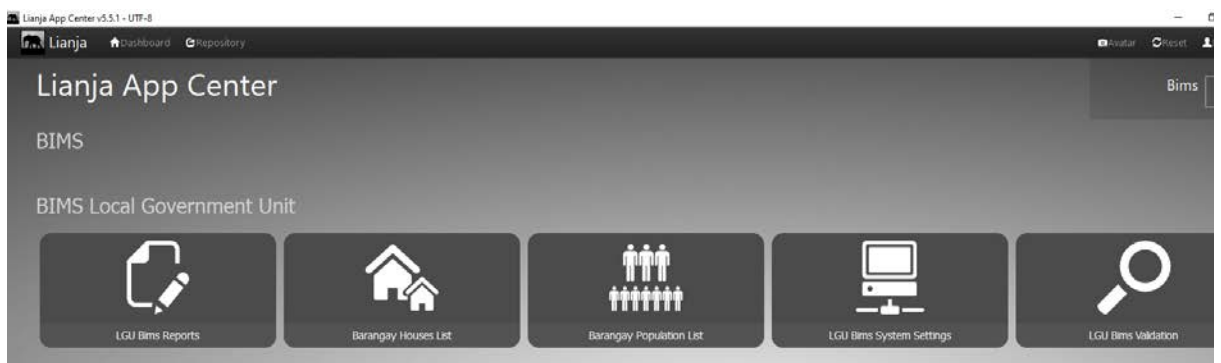 Lianja App Center v5.5.1 - UTF-8
Lianja Dashboard Repository Avatar Reset
Lianja App Center
Bims
BIMS
BIMS Local Government Unit
LGU Bims Reports
Barangay Houses List
Barangay Population List
LGU Bims System Settings
LGU Bims Validation